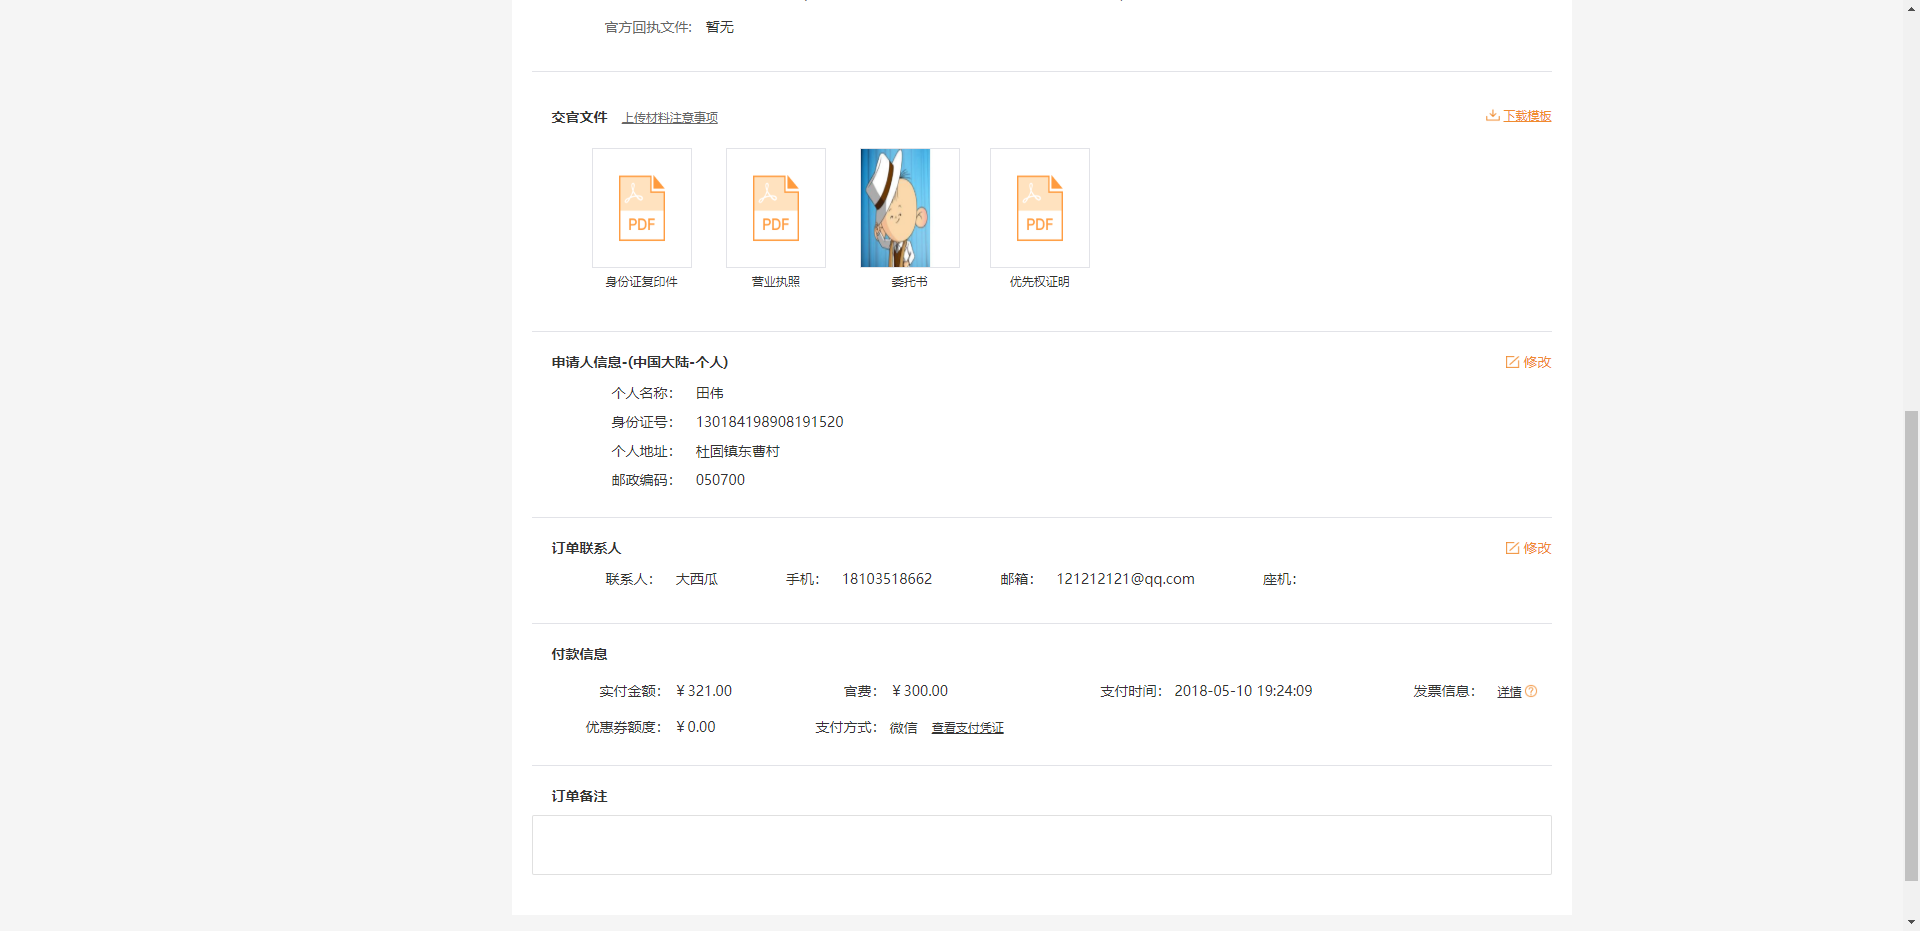 官方回执文件: 暂无
交官文件 上传材料注意事项 下载模板
PDF PDF PDF
身份证复印件 营业执照 委托书 优先权证明
申请人信息-(中国大陆-个人) 修改
个人名称: 田伟
身份证号: 130184198908191520
个人地址: 杜固镇东曹村
邮政编码: 050700
订单联系人 修改
联系人: 大西瓜 手机: 18103518662 邮箱: 121212121@qq.com 座机:
付款信息
实付金额: ¥321.00 官费: ¥300.00 支付时间: 2018-05-10 19:24:09 发票信息: 详情
优惠券额度: ¥0.00 支付方式: 微信 查看支付凭证
订单备注